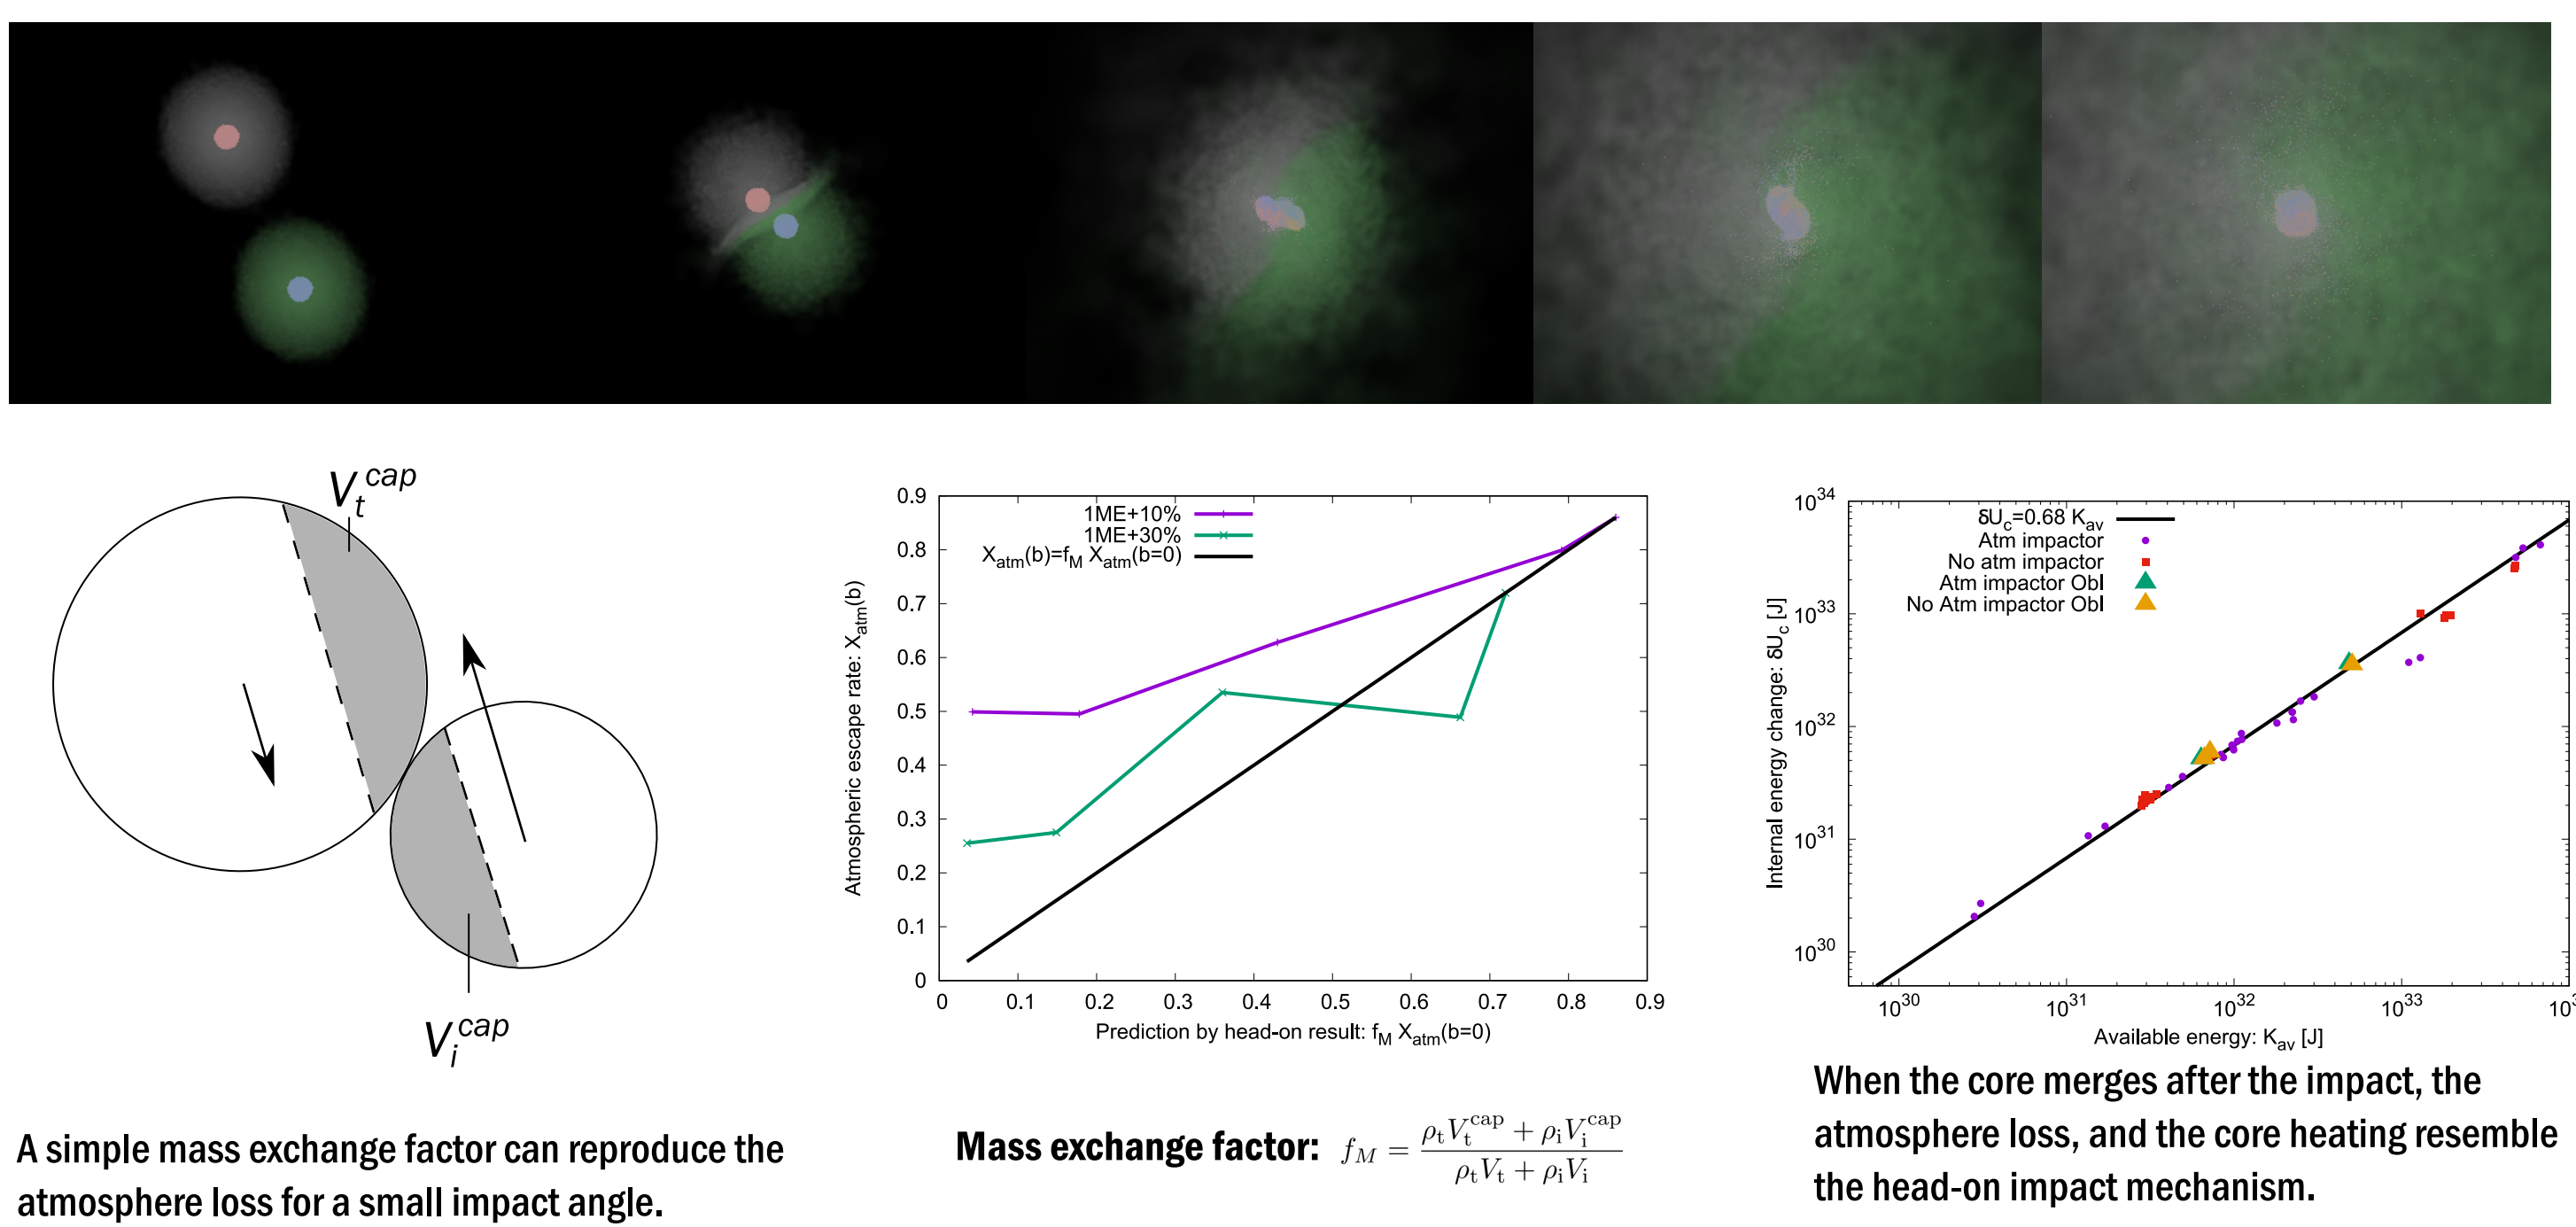 V_t^cap
V_i^cap
A simple mass exchange factor can reproduce the
atmosphere loss for a small impact angle.
0.9
0.8
0.7
0.6
0.5
0.4
0.3
0.2
0.1
0
0 0.1 0.2 0.3 0.4 0.5 0.6 0.7 0.8 0.9
Atmospheric escape rate: X_atm(b)
Prediction by head-on result: f_M X_atm(b=0)
1ME+10%
1ME+30%
X_atm(b)=f_M X_atm(b=0)
Mass exchange factor: f_M = (ρ_t V_t^cap + ρ_i V_i^cap) / (ρ_t V_t + ρ_i V_i)
10^34
10^33
10^32
10^31
10^30
10^30 10^31 10^32 10^33
Internal energy change: δU_c [J]
Available energy: K_av [J]
δU_c=0.68 K_av
Atm impactor
No atm impactor
Atm impactor Obl
No Atm impactor Obl
When the core merges after the impact, the
atmosphere loss, and the core heating resemble
the head-on impact mechanism.